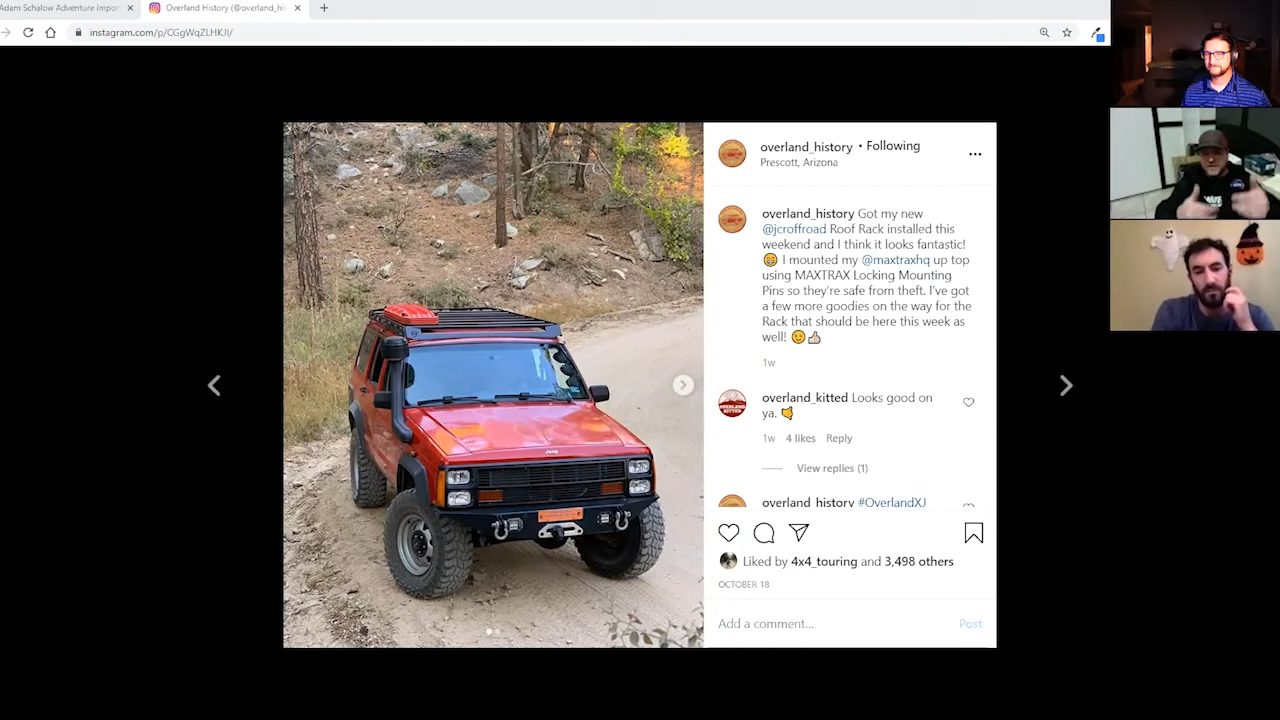 Adam Schalow Adventure impor
Overland History (@overland_hi
instagram.com/p/CGgWqZLHKJI/
overland_history • Following
Prescott, Arizona
overland_history Got my new
@jcroffroad Roof Rack installed this
weekend and I think it looks fantastic!
😁 I mounted my @maxtraxhq up top
using MAXTRAX Locking Mounting
Pins so they're safe from theft. I've got
a few more goodies on the way for the
Rack that should be here this week as
well! 😉👍🏻
1w
overland_kitted Looks good on
ya. 🤙
1w 4 likes Reply
View replies (1)
overland_history #OverlandXJ
Liked by 4x4_touring and 3,498 others
OCTOBER 18
Add a comment...
Post
Jeep
OVERLAND KITTED